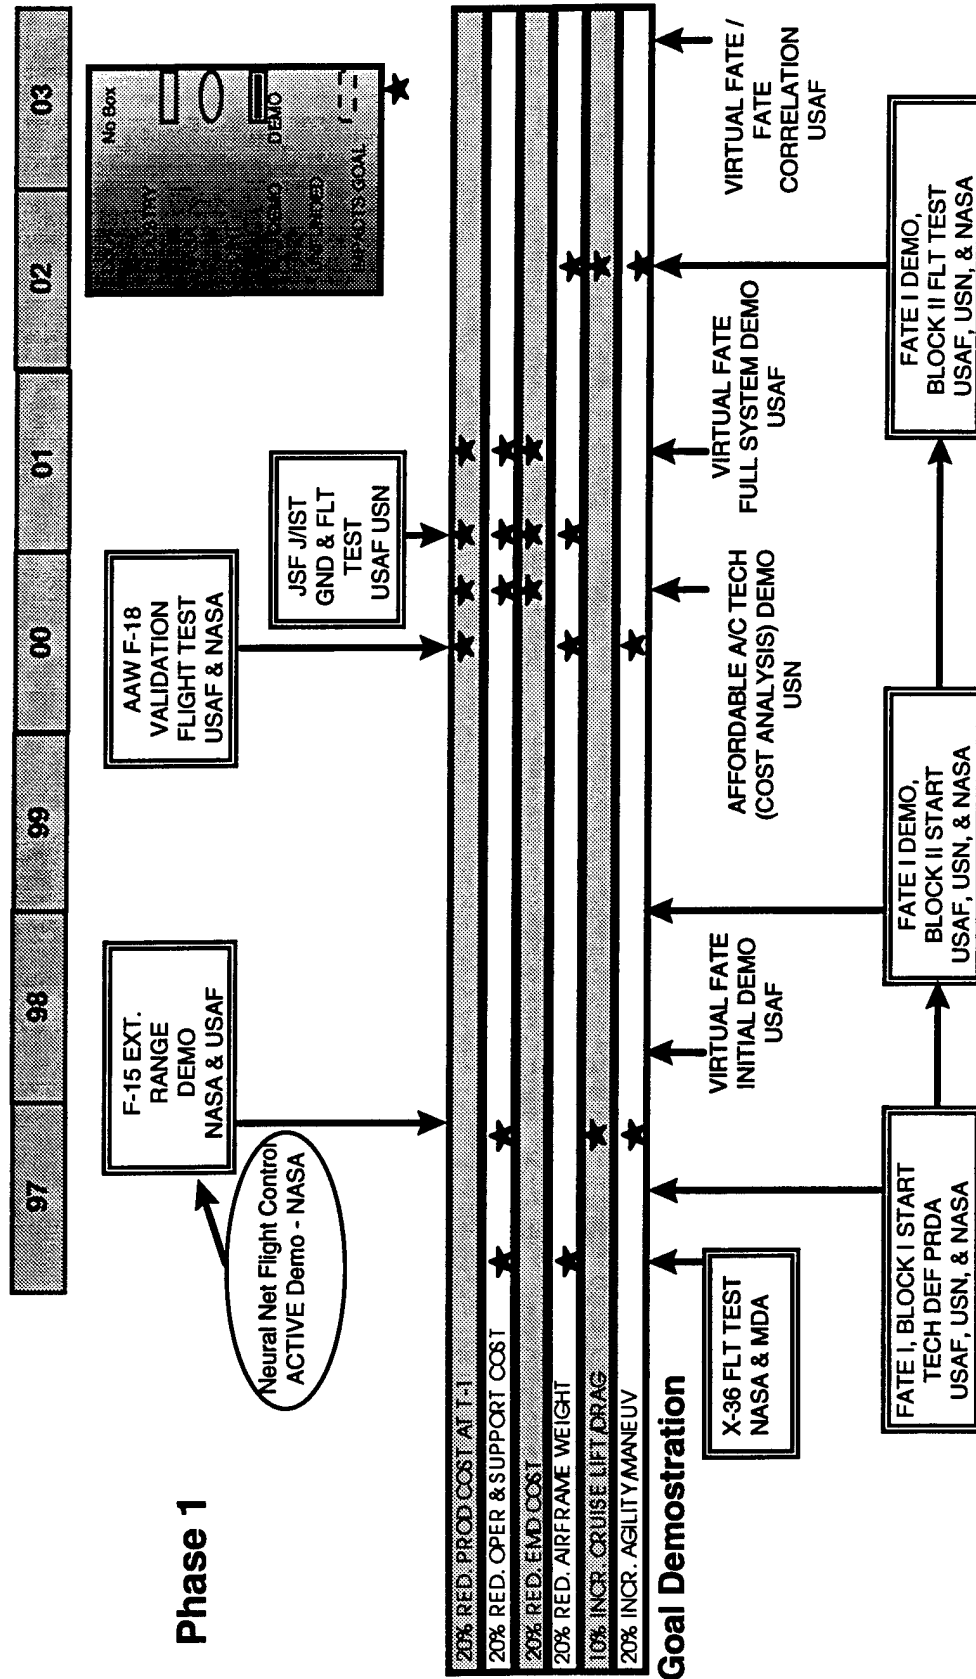 Phase 1
97
98
99
00
01
02
03
No Box
DEMO
IMPACTS GOAL
Neural Net Flight Control
ACTIVE Demo - NASA
F-15 EXT.
RANGE
DEMO
NASA & USAF
AAW F-18
VALIDATION
FLIGHT TEST
USAF & NASA
JSF J/IST
GND & FLT
TEST
USAF USN
20% RED. PROD COST AT T-1
20% RED. OPER & SUPPORT COST
20% RED. EMD COST
20% RED. AIRFRAME WEIGHT
10% INCR. CRUISE LIFT/DRAG
20% INCR. AGILITY/MANEUV
Goal Demostration
X-36 FLT TEST
NASA & MDA
VIRTUAL FATE
INITIAL DEMO
USAF
AFFORDABLE A/C TECH
(COST ANALYSIS) DEMO
USN
VIRTUAL FATE
FULL SYSTEM DEMO
USAF
VIRTUAL FATE /
FATE
CORRELATION
USAF
FATE I, BLOCK I START
TECH DEF PRDA
USAF, USN, & NASA
FATE I DEMO,
BLOCK II START
USAF, USN, & NASA
FATE I DEMO,
BLOCK II FLT TEST
USAF, USN, & NASA